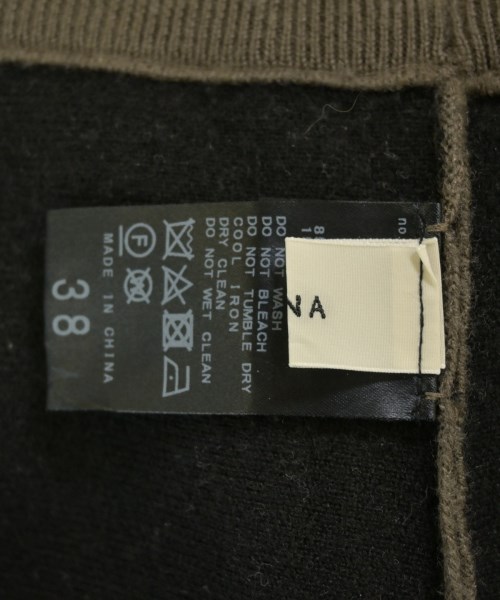 DO NOT WASH
DO NOT BLEACH
DO NOT TUMBLE DRY
COOL IRON
DRY CLEAN
DO NOT WET CLEAN
F
W
MADE IN CHINA
38
NA